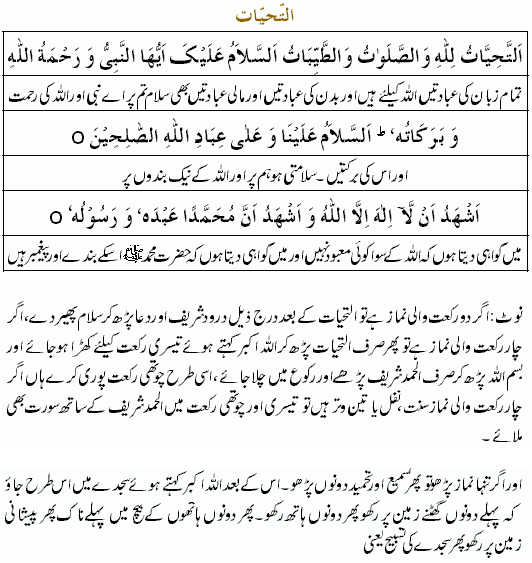 التّحیّات
اَلتَّحِیَّاتُ لِلّٰهِ وَ الصَّلَوٰتُ وَ الطَّیِّبَاتُ اَلسَّلاَمُ عَلَیْکَ اَیُّهَا النَّبِیُّ وَ رَحْمَةُ اللّٰهِ
تمام زبان کی عبادتیں اللہ کیلئے ہیں اور بدن کی عبادتیں اور مالی عبادتیں بھی سلام تم پر اے نبی اور اللہ کی رحمت
وَ بَرَکَاتُه، ط اَلسَّلاَمُ عَلَیْنَا وَ عَلٰی عِبَادِ اللّٰهِ الصّٰلِحِیْنَ o
اور اس کی برکتیں۔ سلامتی ہو ہم پر اور اللہ کے نیک بندوں پر
اَشْهَدُ اَنْ لَّآ اِلٰهَ اِلَّا اللّٰهُ وَ اَشْهَدُ اَنَّ مُحَمَّدًا عَبْدُه، وَ رَسُوْلُه، o
میں گواہی دیتا ہوں کہ اللہ کے سوا کوئی معبود نہیں اور میں گواہی دیتا ہوں کہ حضرت محمد ﷺ اسکے بندے اور پیغمبر ہیں
نوٹ: اگر دو رکعت والی نماز ہے تو التحیات کے بعد درج ذیل درود شریف اور دعا پڑھ کر سلام پھیر دے، اگر
چار رکعت والی نماز ہے تو پھر صرف التحیات پڑھ کر اللہ اکبر کہتے ہوئے تیسری رکعت کیلئے کھڑا ہو جائے اور
بسم اللہ پڑھ کر صرف الحمد شریف پڑھے اور رکوع میں چلا جائے، اسی طرح چوتھی رکعت پوری کرے ہاں اگر
چار رکعت والی نماز سنت، نفل یا تین وتر ہیں تو تیسری اور چوتھی رکعت میں الحمد شریف کے ساتھ سورت بھی
ملائے۔
اور اگر تنہا نماز پڑھو تو پھر سمیع اور تحمید دونوں پڑھو۔ اس کے بعد اللہ اکبر کہتے ہوئے سجدے میں اس طرح جاؤ
کہ پہلے دونوں گھٹنے زمین پر رکھو پھر دونوں ہاتھ رکھو۔ پھر دونوں ہاتھوں کے بیچ میں پہلے ناک پھر پیشانی
زمین پر رکھو پھر سجدے کی تسبیح یعنی